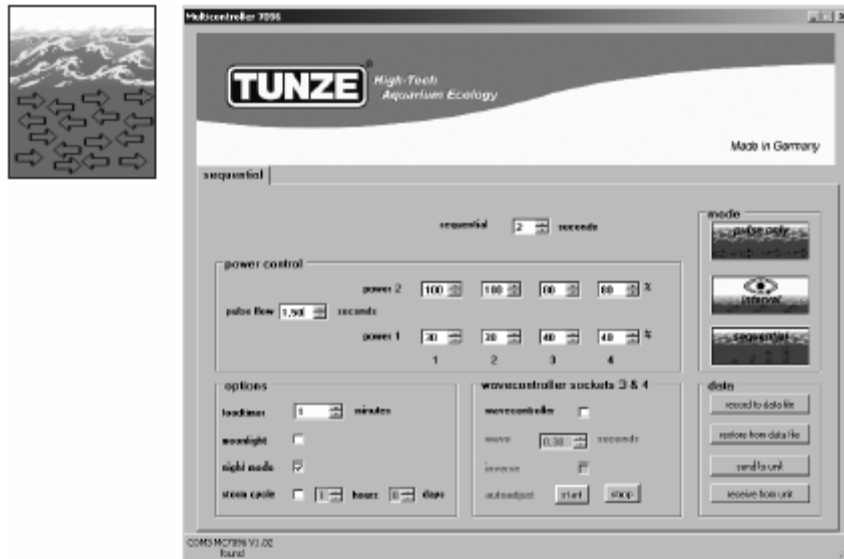 Multicontroller 7096
TUNZE®
High-Tech
Aquarium Ecology
Made in Germany
sequential
sequential 2 seconds
mode
pulse poly
interval
sequential
power control
power 2 100 100 80 80 %
pulse flow 1,50 seconds
power 1 30 30 40 40 %
1 2 3 4
options
foodtimer 1 minutes
moonlight
night mode
storm cycle hours days
wavecontroller sockets 3 & 4
wavecontroller
wave 0,30 seconds
inverse
autoadjust start stop
data
record to data file
restore from data file
send to unit
receive from unit
COM3 MC7096 V1.02
found